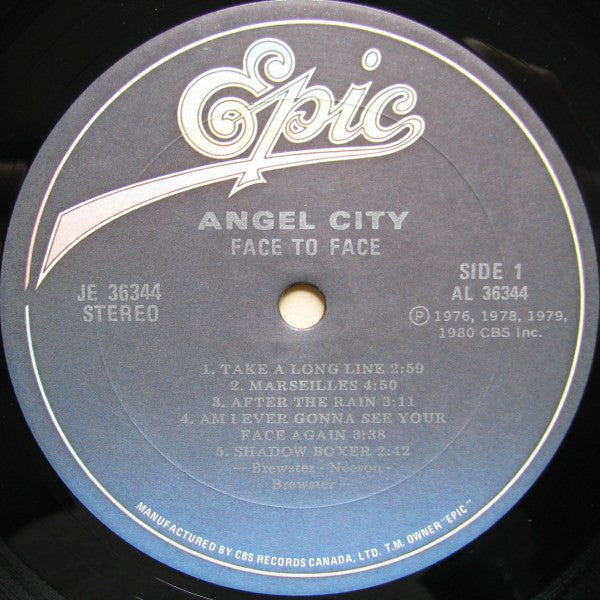 Epic
ANGEL CITY
FACE TO FACE
JE 36344
STEREO
SIDE 1
AL 36344
Ⓟ 1976, 1978, 1979,
1980 CBS Inc.
1. TAKE A LONG LINE 2:59
2. MARSEILLES 4:50
3. AFTER THE RAIN 3:11
4. AM I EVER GONNA SEE YOUR
FACE AGAIN 3:38
5. SHADOW BOXER 2:42
— Brewster - Neeson -
Brewster —
MANUFACTURED BY CBS RECORDS CANADA, LTD. T.M. OWNER "EPIC"